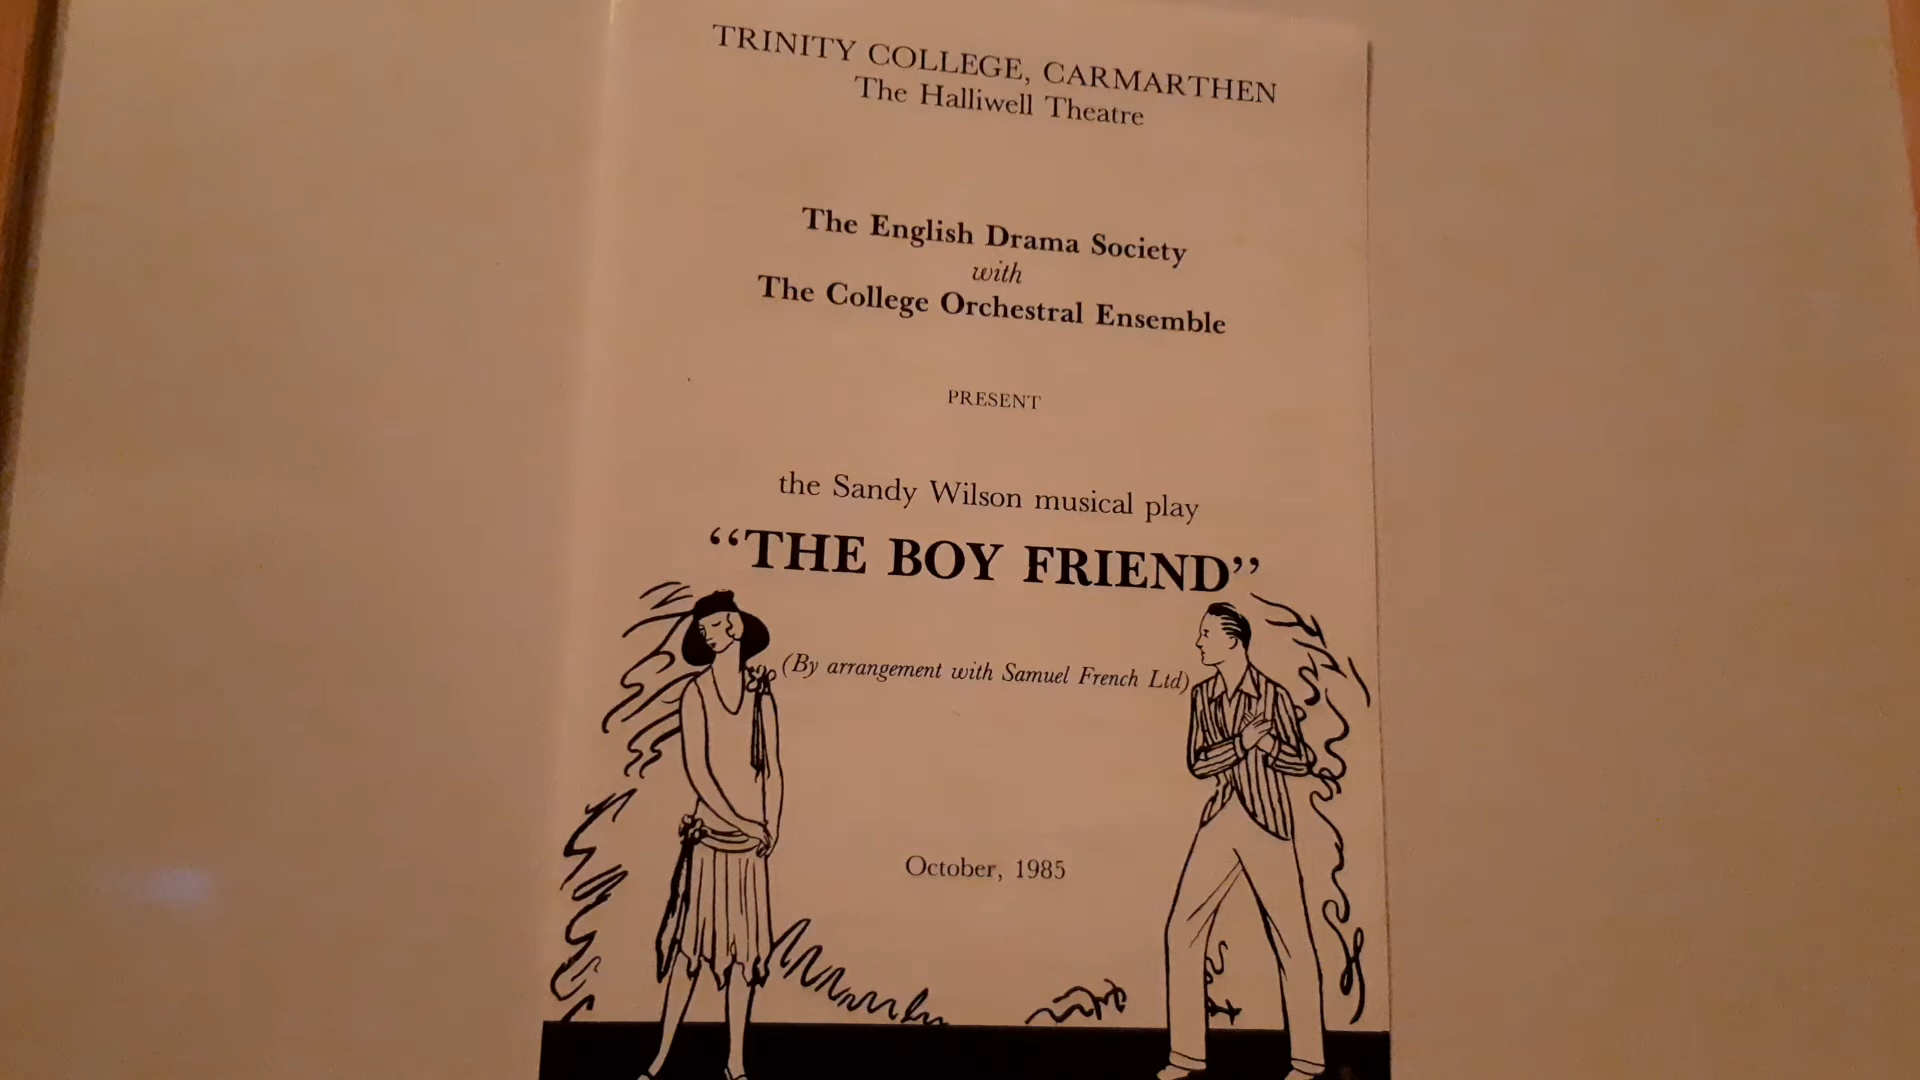 TRINITY COLLEGE, CARMARTHEN
The Halliwell Theatre
The English Drama Society
with
The College Orchestral Ensemble
PRESENT
the Sandy Wilson musical play
“THE BOY FRIEND”
(By arrangement with Samuel French Ltd)
October, 1985